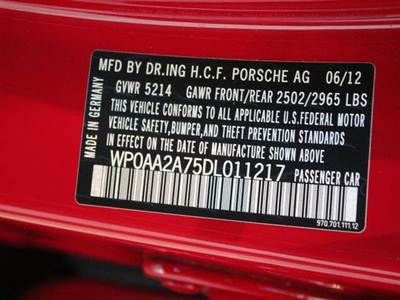 MFD BY DR.ING H.C.F. PORSCHE AG 06/12
GVWR 5214 GAWR FRONT/REAR 2502/2965 LBS
THIS VEHICLE CONFORMS TO ALL APPLICABLE U.S.FEDERAL MOTOR
VEHICLE SAFETY,BUMPER,AND THEFT PREVENTION STANDARDS
IN EFFECT ON THE DATE OF MANUFACTURE SHOWN ABOVE.
WP0AA2A75DL011217 PASSENGER CAR
MADE IN GERMANY
970.701.111.12